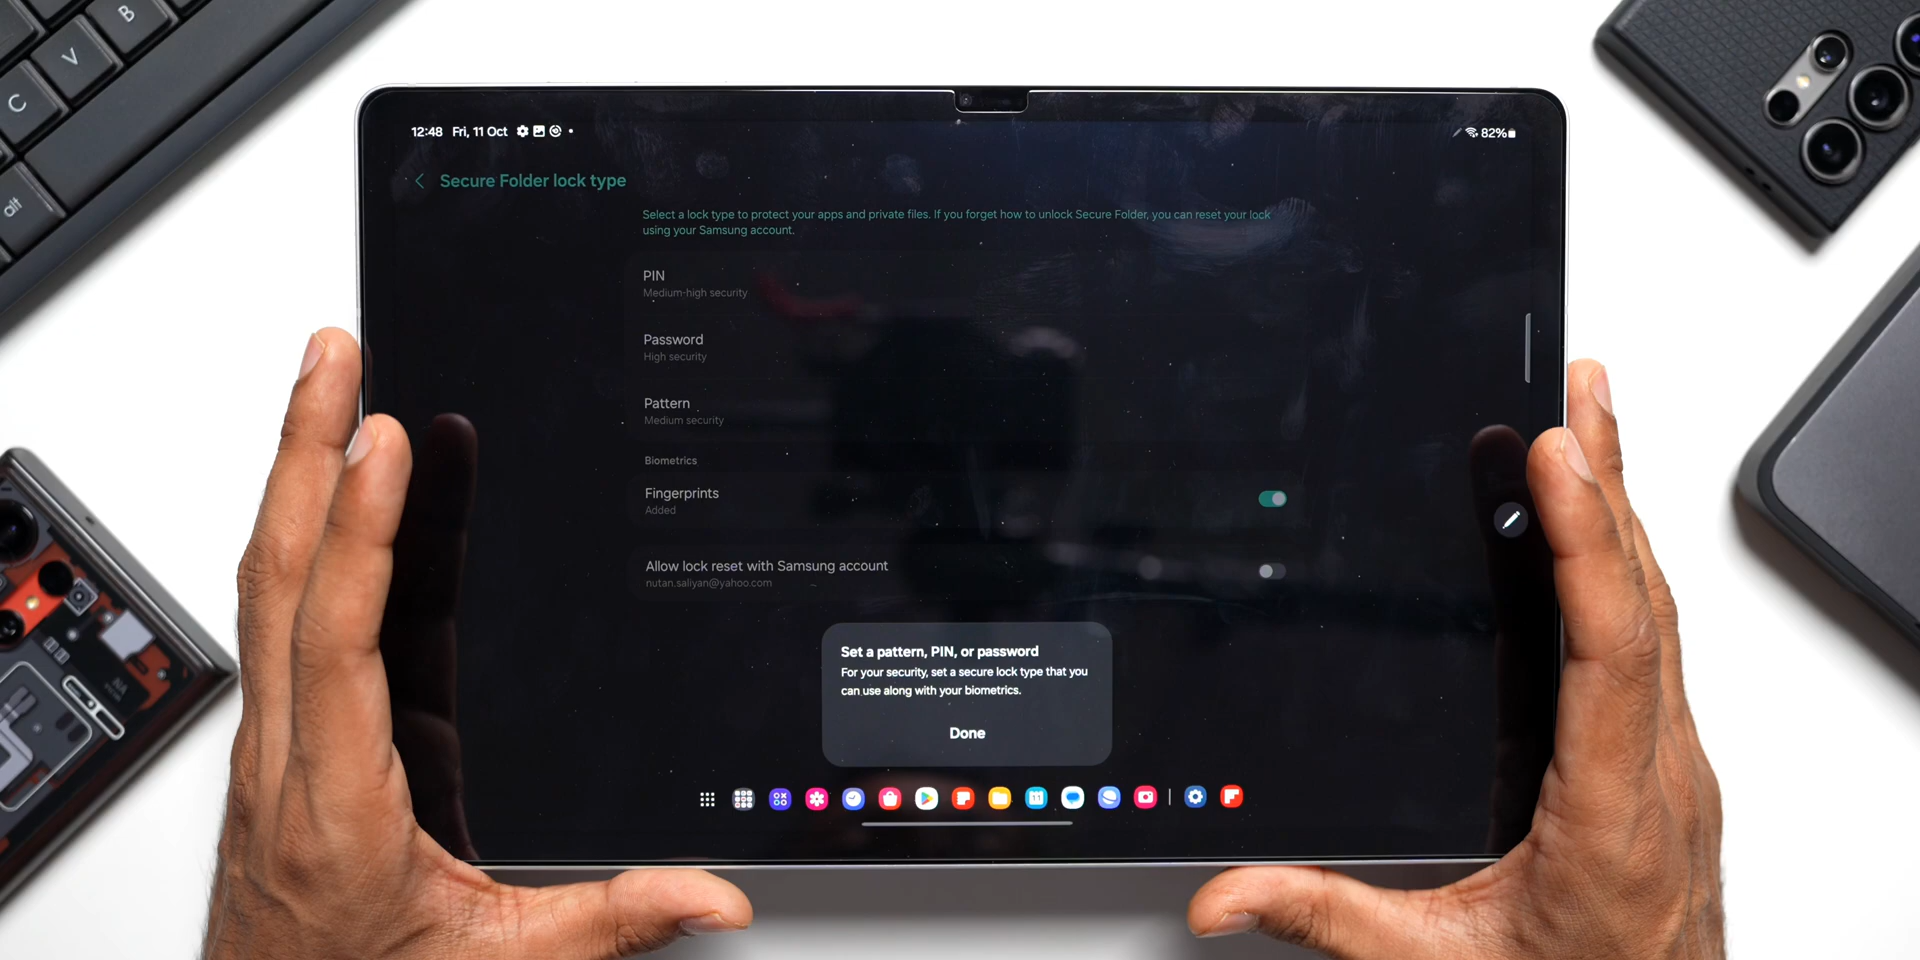 B
V
C
alt
12:48 Fri, 11 Oct
82%
Secure Folder lock type
Select a lock type to protect your apps and private files. If you forget how to unlock Secure Folder, you can reset your lock
using your Samsung account.
PIN
Medium-high security
Password
High security
Pattern
Medium security
Biometrics
Fingerprints
Added
Allow lock reset with Samsung account
nutan.saliyan@yahoo.com
Set a pattern, PIN, or password
For your security, set a secure lock type that you
can use along with your biometrics.
Done